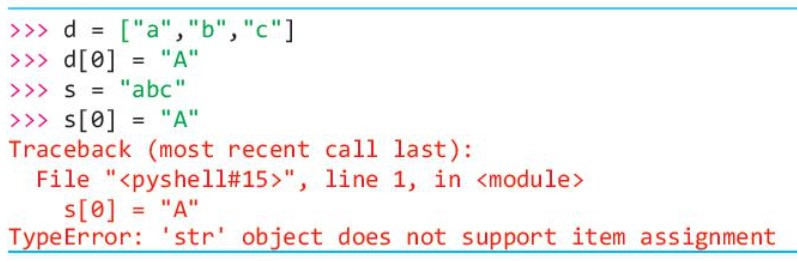 >>> d = ["a","b","c"]
>>> d[0] = "A"
>>> s = "abc"
>>> s[0] = "A"
Traceback (most recent call last):
  File "<pyshell#15>", line 1, in <module>
    s[0] = "A"
TypeError: 'str' object does not support item assignment